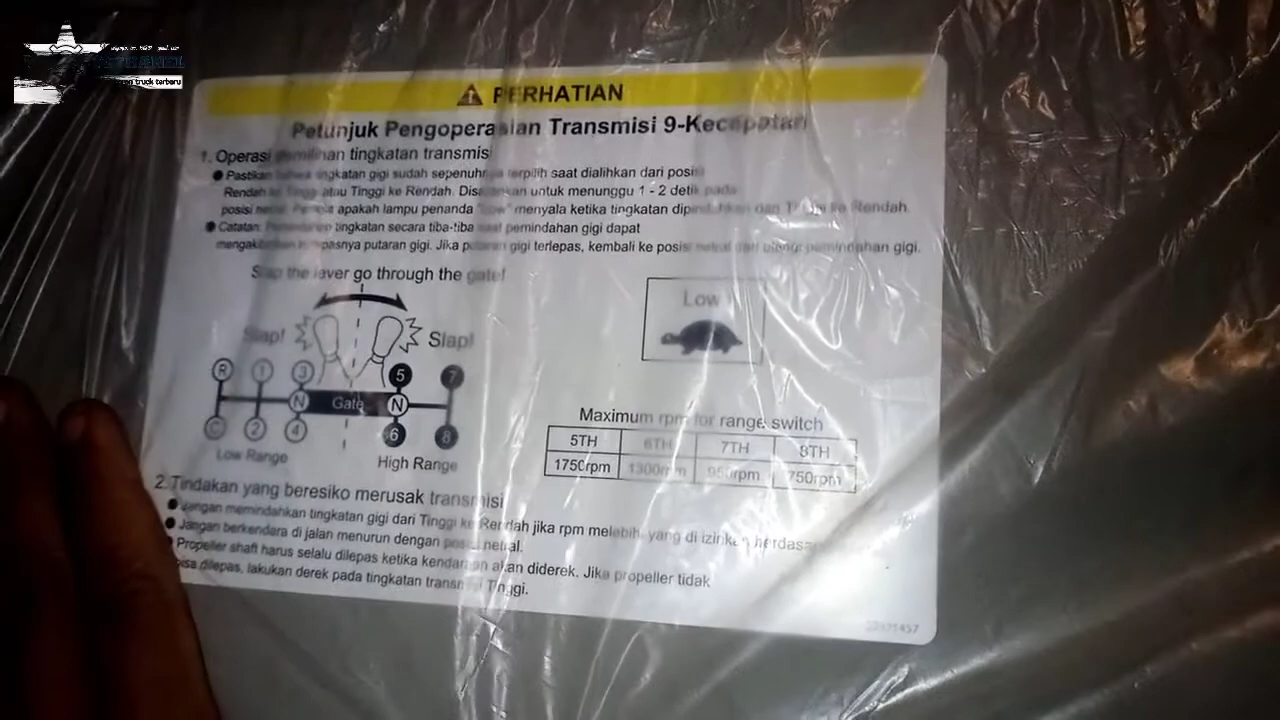 truck terbaru
PERHATIAN
Petunjuk Pengoperasian Transmisi 9-Kecepatan
1. Operasi pemilihan tingkatan transmisi
● Pastikan bahwa tingkatan gigi sudah sepenuhnya terpilih saat dialihkan dari posisi
Rendah ke Tinggi atau Tinggi ke Rendah. Disarankan untuk menunggu 1 - 2 detik pada
posisi netral. Periksa apakah lampu penanda "Low" menyala ketika tingkatan dipindahkan dari Tinggi ke Rendah.
● Catatan: Pemindahan tingkatan secara tiba-tiba saat pemindahan gigi dapat
mengakibatkan lepasnya putaran gigi. Jika putaran gigi terlepas, kembali ke posisi netral dan ulangi pemindahan gigi.
Slap the lever go through the gate!
Slap! Slap!
Low
R 1 3 5 7
N Gate N
C 2 4 6 8
Low Range High Range
Maximum rpm for range switch
5TH 6TH 7TH 8TH
1750rpm 1300rpm 950rpm 750rpm
2. Tindakan yang beresiko merusak transmisi
● Jangan memindahkan tingkatan gigi dari Tinggi ke Rendah jika rpm melebihi yang di izinkan
● Jangan berkendara di jalan menurun dengan posisi netral.
● Propeller shaft harus selalu dilepas ketika kendaraan akan diderek. Jika propeller tidak
bisa dilepas, lakukan derek pada tingkatan transmisi Tinggi.